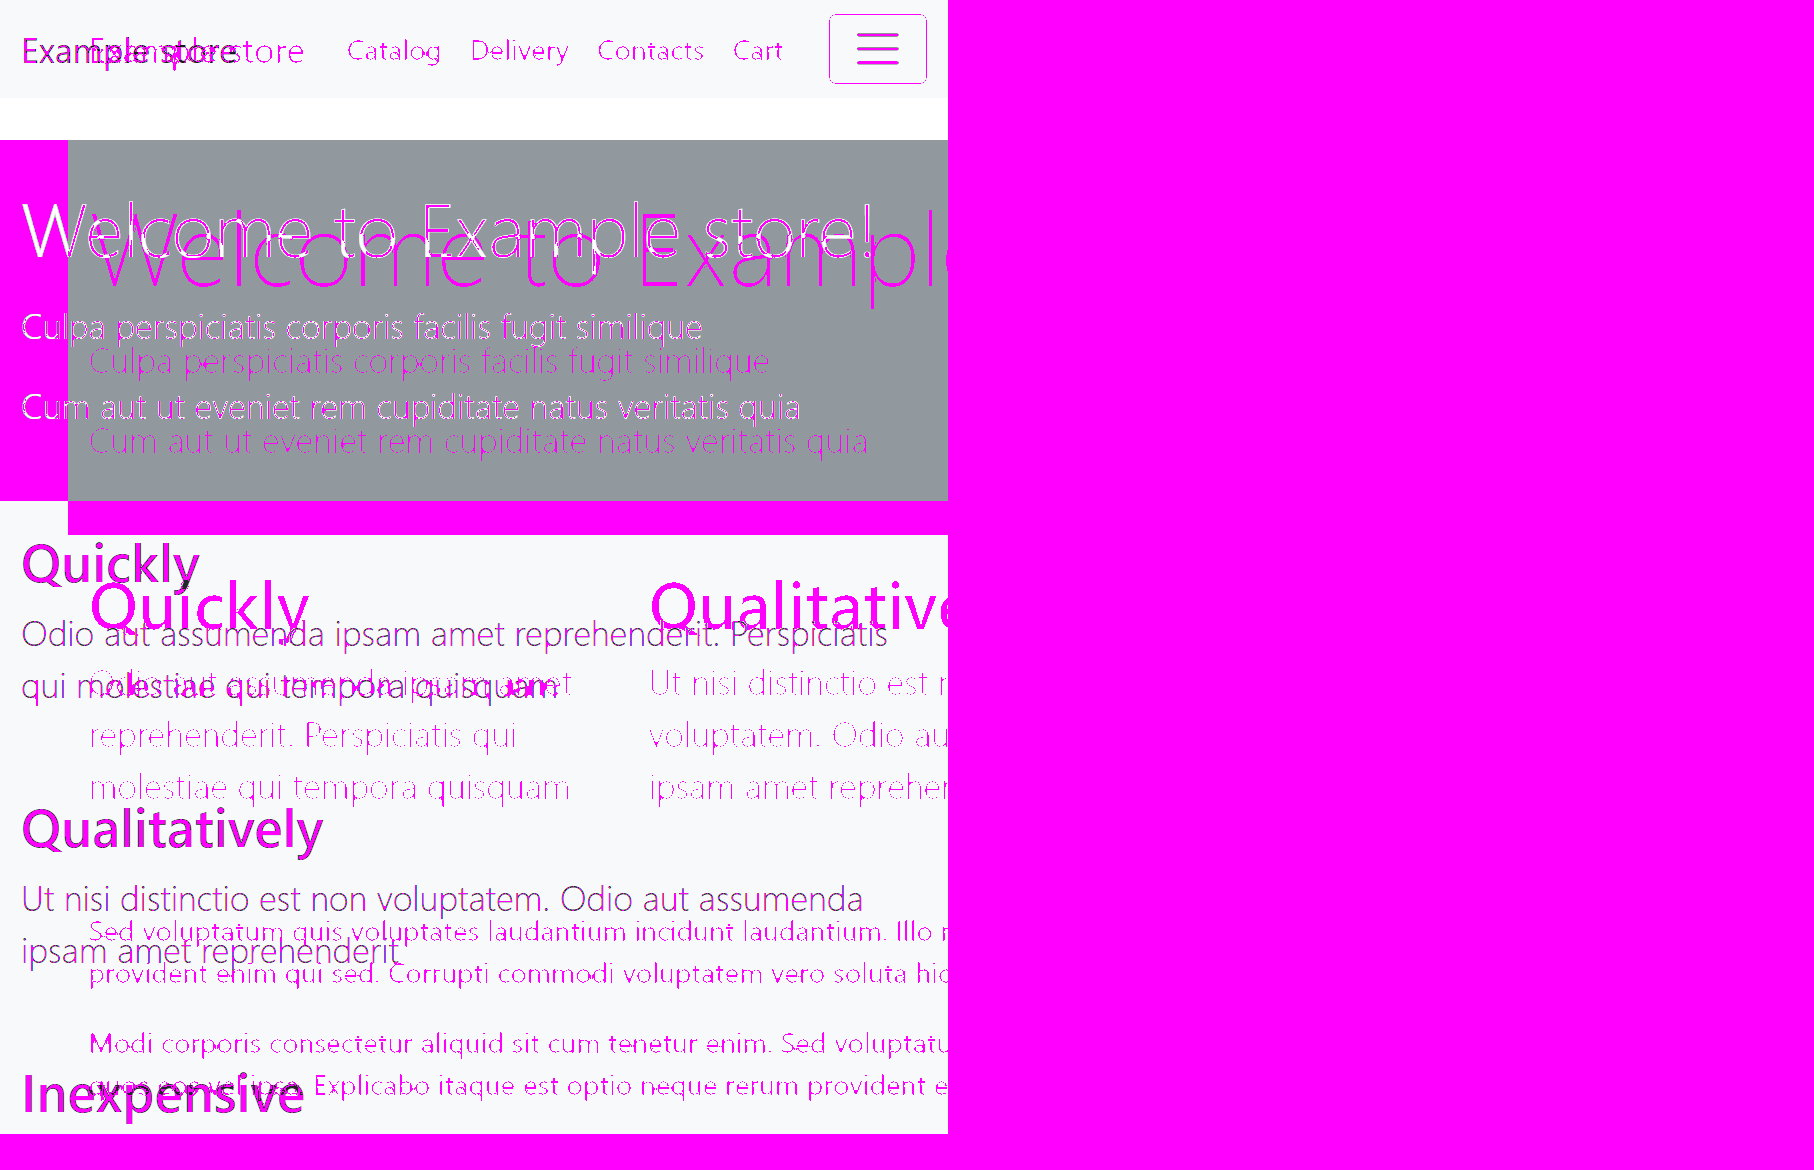 Example store
Example store
Catalog
Delivery
Contacts
Cart
Welcome to Example store!
Welcome to Example
Culpa perspiciatis corporis facilis fugit similique
Culpa perspiciatis corporis facilis fugit similique
Cum aut ut eveniet rem cupiditate natus veritatis quia
Cum aut ut eveniet rem cupiditate natus veritatis quia
Quickly
Quickly
Qualitative
Odio aut assumenda ipsam amet reprehenderit. Perspiciatis
qui molestiae qui tempora quisquam
Odio aut assumenda ipsam amet
Ut nisi distinctio est
reprehenderit. Perspiciatis qui
voluptatem. Odio au
molestiae qui tempora quisquam
ipsam amet reprehen
Qualitatively
Ut nisi distinctio est non voluptatem. Odio aut assumenda
Sed voluptatum quis voluptates laudantium incidunt laudantium. Illo
ipsam amet reprehenderit
provident enim qui sed. Corrupti commodi voluptatem vero soluta hic
Modi corporis consectetur aliquid sit cum tenetur enim. Sed voluptatu
Inexpensive
quos eos vel ipsa. Explicabo itaque est optio neque rerum provident e